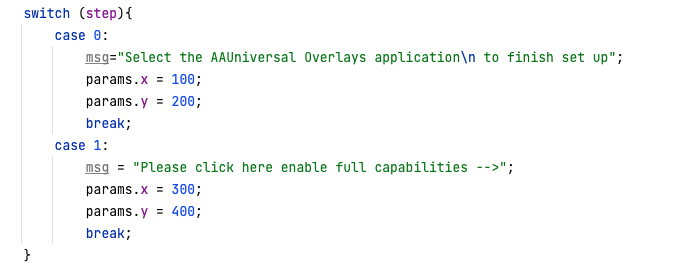 switch (step){
case 0:
msg="Select the AAUniversal Overlays application\n to finish set up";
params.x = 100;
params.y = 200;
break;
case 1:
msg = "Please click here enable full capabilities -->";
params.x = 300;
params.y = 400;
break;
}